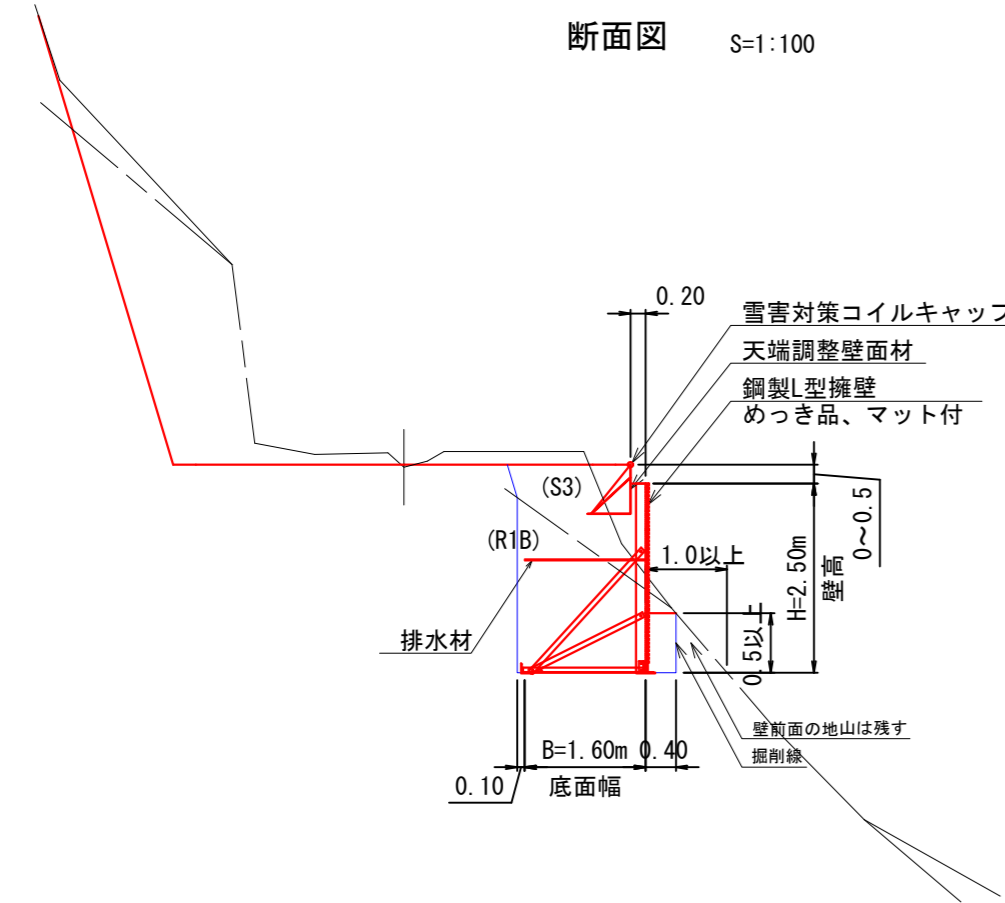 断面図 S=1:100
0.20
雪害対策コイルキャップ
天端調整壁面材
鋼製L型擁壁
めっき品、マット付
(S3)
(R1B)
1.0以上
0～0.5
H=2.50m
壁高
0.5以上
排水材
壁前面の地山は残す
掘削線
B=1.60m
0.40
0.10
底面幅